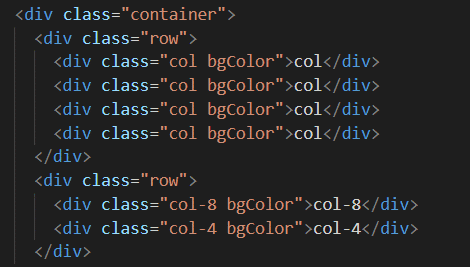 <div class="container">
<div class="row">
<div class="col bgColor">col</div>
<div class="col bgColor">col</div>
<div class="col bgColor">col</div>
<div class="col bgColor">col</div>
</div>
<div class="row">
<div class="col-8 bgColor">col-8</div>
<div class="col-4 bgColor">col-4</div>
</div>